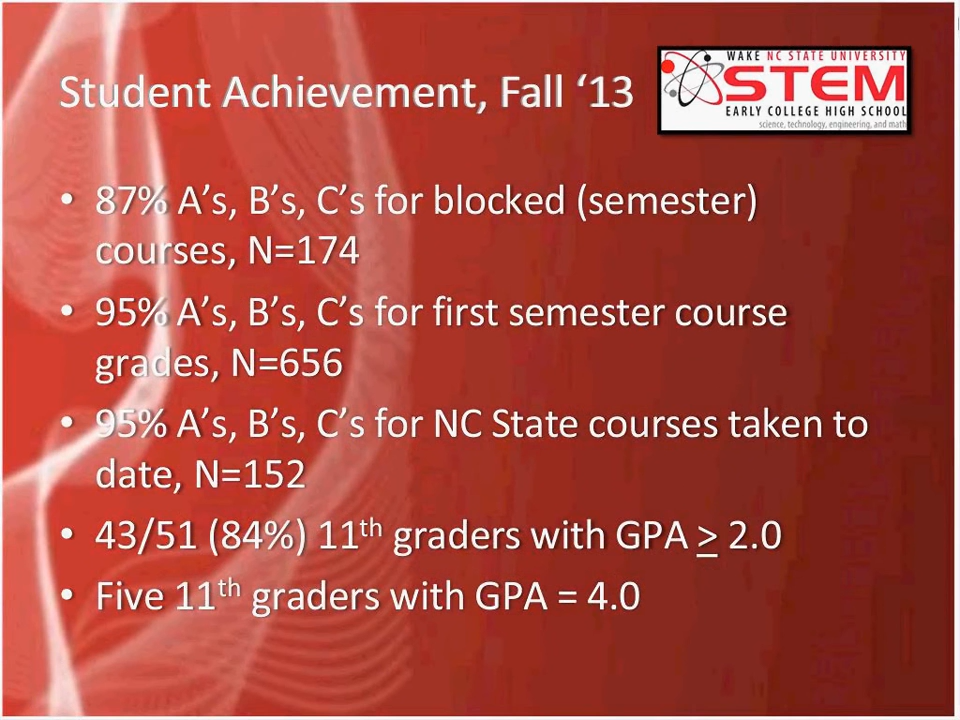 Student Achievement, Fall ‘13
WAKE NC STATE UNIVERSITY
STEM
EARLY COLLEGE HIGH SCHOOL
science, technology, engineering, and math
• 87% A’s, B’s, C’s for blocked (semester)
courses, N=174
• 95% A’s, B’s, C’s for first semester course
grades, N=656
• 95% A’s, B’s, C’s for NC State courses taken to
date, N=152
• 43/51 (84%) 11th graders with GPA ≥ 2.0
• Five 11th graders with GPA = 4.0